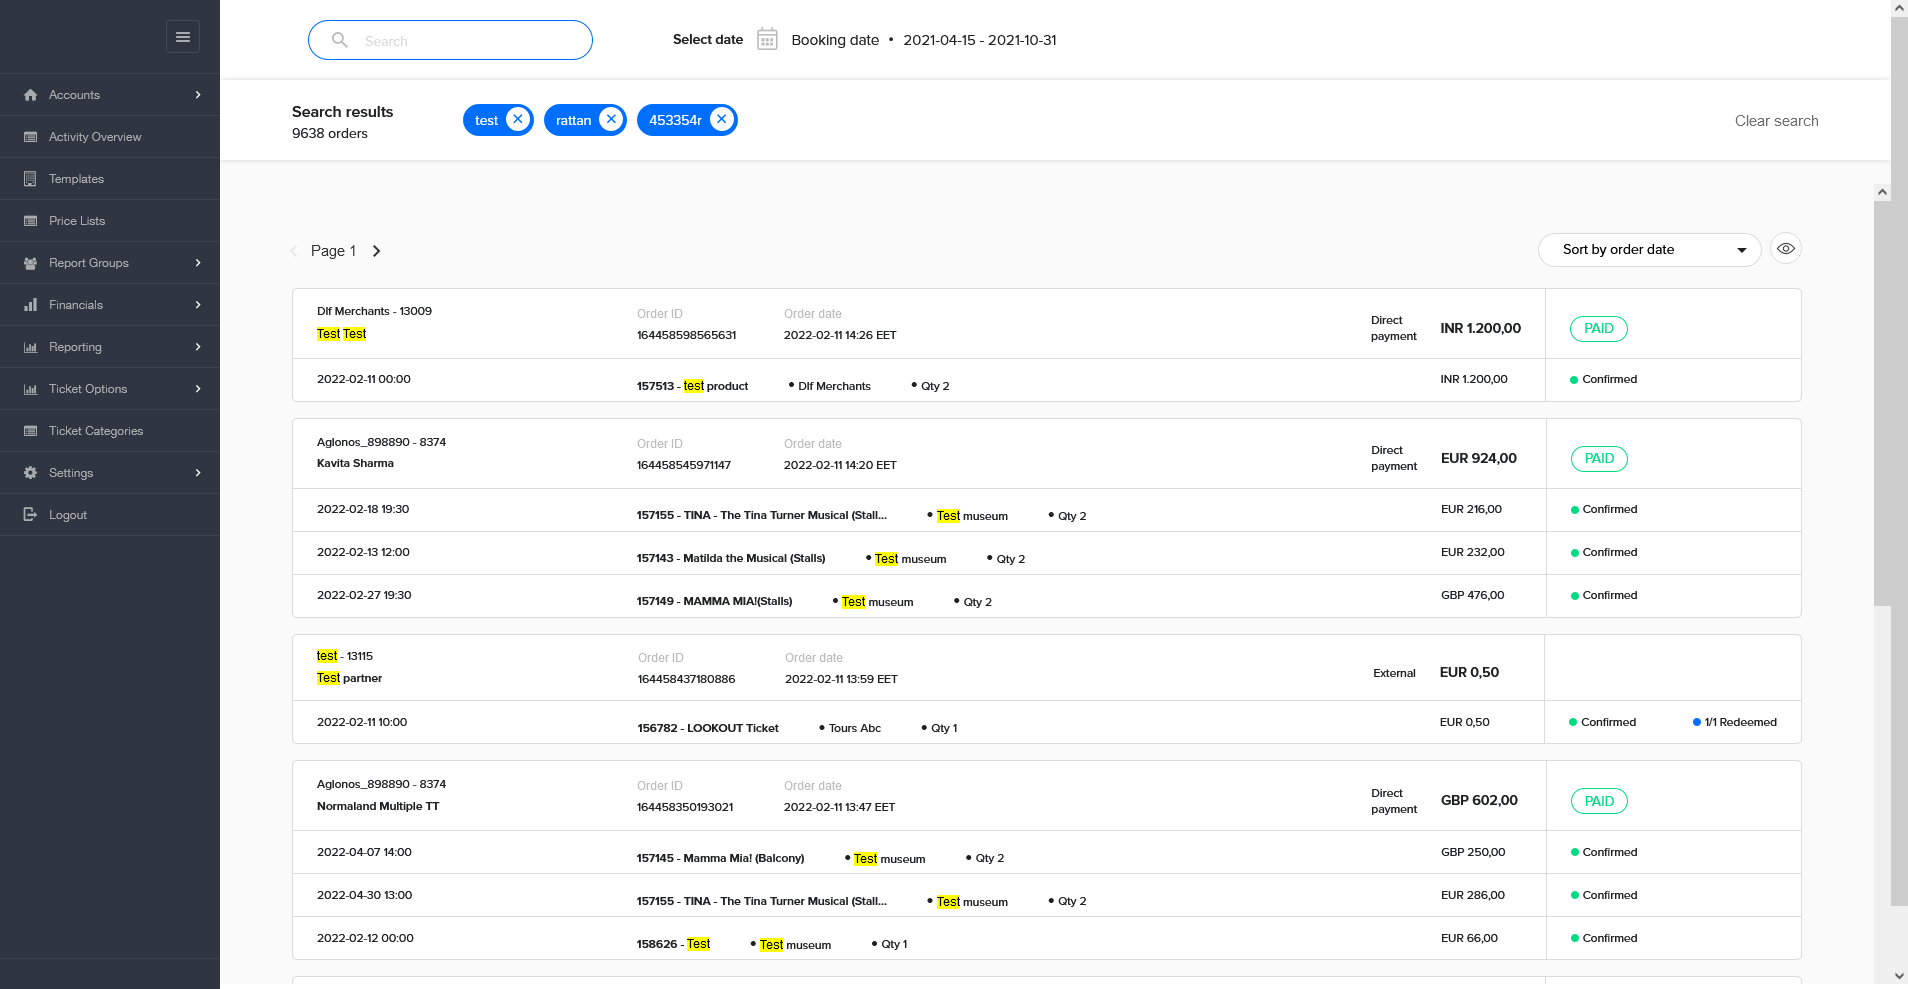 Accounts
Activity Overview
Templates
Price Lists
Report Groups
Financials
Reporting
Ticket Options
Ticket Categories
Settings
Logout
Search
Select date Booking date • 2021-04-15 - 2021-10-31
Search results
9638 orders
test rattan 453354r
Clear search
Page 1
Sort by order date
Dlf Merchants - 13009 Order ID Order date
Test Test 164458598565631 2022-02-11 14:26 EET Direct payment INR 1.200,00 PAID
2022-02-11 00:00 157513 - test product • Dlf Merchants • Qty 2 INR 1.200,00 Confirmed
Aglonos_898890 - 8374 Order ID Order date
Kavita Sharma 164458545971147 2022-02-11 14:20 EET Direct payment EUR 924,00 PAID
2022-02-18 19:30 157155 - TINA - The Tina Turner Musical (Stall... • Test museum • Qty 2 EUR 216,00 Confirmed
2022-02-13 12:00 157143 - Matilda the Musical (Stalls) • Test museum • Qty 2 EUR 232,00 Confirmed
2022-02-27 19:30 157149 - MAMMA MIA!(Stalls) • Test museum • Qty 2 GBP 476,00 Confirmed
test - 13115 Order ID Order date
Test partner 164458437180886 2022-02-11 13:59 EET External EUR 0,50
2022-02-11 10:00 156782 - LOOKOUT Ticket • Tours Abc • Qty 1 EUR 0,50 Confirmed 1/1 Redeemed
Aglonos_898890 - 8374 Order ID Order date
Normaland Multiple TT 164458350193021 2022-02-11 13:47 EET Direct payment GBP 602,00 PAID
2022-04-07 14:00 157145 - Mamma Mia! (Balcony) • Test museum • Qty 2 GBP 250,00 Confirmed
2022-04-30 13:00 157155 - TINA - The Tina Turner Musical (Stall... • Test museum • Qty 2 EUR 286,00 Confirmed
2022-02-12 00:00 158626 - Test • Test museum • Qty 1 EUR 66,00 Confirmed